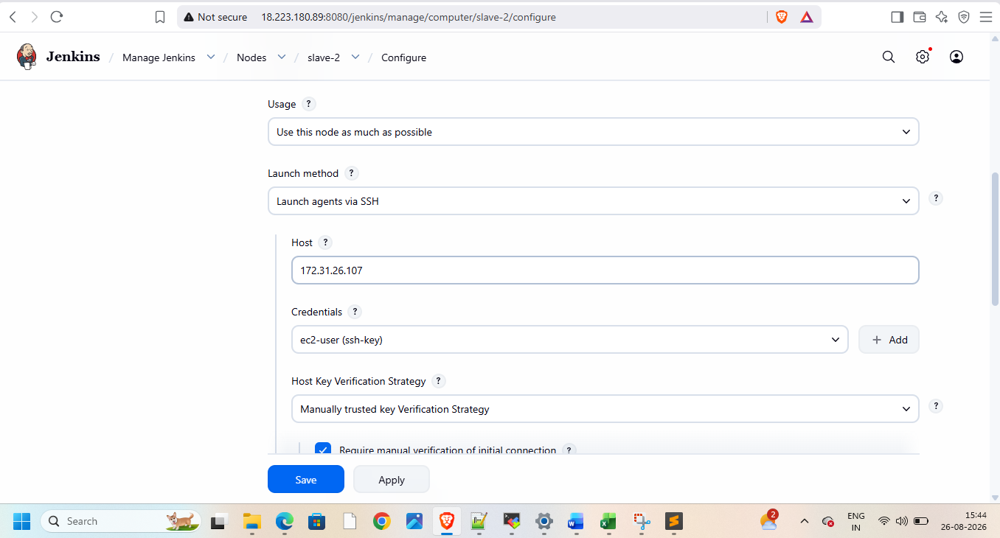 Not secure 18.223.180.89:8080/jenkins/manage/computer/slave-2/configure
Jenkins / Manage Jenkins / Nodes / slave-2 / Configure
Usage ?
Use this node as much as possible
Launch method ?
Launch agents via SSH
?
Host ?
172.31.26.107
Credentials ?
ec2-user (ssh-key)
+ Add
Host Key Verification Strategy ?
Manually trusted key Verification Strategy
?
Require manual verification of initial connection ?
Save Apply
Search
2
ENG
IN
15:44
26-08-2026